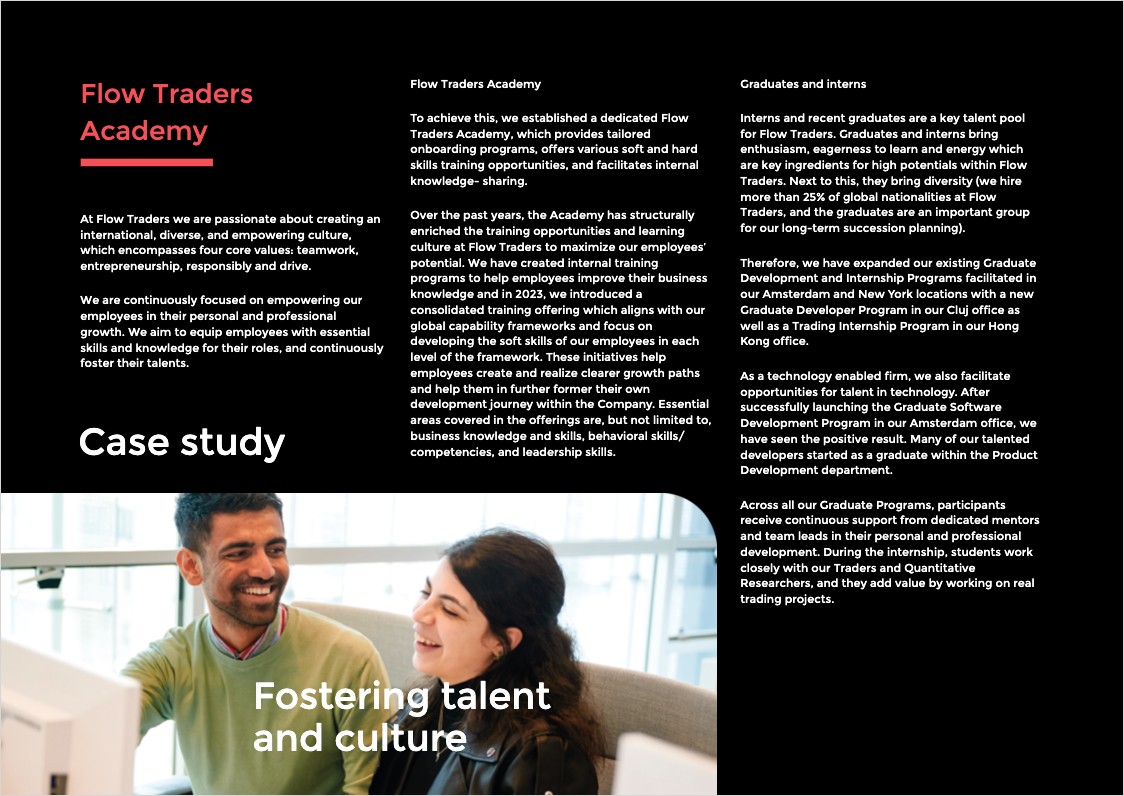 Flow Traders
Academy
At Flow Traders we are passionate about creating an
international, diverse, and empowering culture,
which encompasses four core values: teamwork,
entrepreneurship, responsibly and drive.
We are continuously focused on empowering our
employees in their personal and professional
growth. We aim to equip employees with essential
skills and knowledge for their roles, and continuously
foster their talents.
Case study
Fostering talent
and culture
Flow Traders Academy
To achieve this, we established a dedicated Flow
Traders Academy, which provides tailored
onboarding programs, offers various soft and hard
skills training opportunities, and facilitates internal
knowledge- sharing.
Over the past years, the Academy has structurally
enriched the training opportunities and learning
culture at Flow Traders to maximize our employees'
potential. We have created internal training
programs to help employees improve their business
knowledge and in 2023, we introduced a
consolidated training offering which aligns with our
global capability frameworks and focus on
developing the soft skills of our employees in each
level of the framework. These initiatives help
employees create and realize clearer growth paths
and help them in further former their own
development journey within the Company. Essential
areas covered in the offerings are, but not limited to,
business knowledge and skills, behavioral skills/
competencies, and leadership skills.
Graduates and interns
Interns and recent graduates are a key talent pool
for Flow Traders. Graduates and interns bring
enthusiasm, eagerness to learn and energy which
are key ingredients for high potentials within Flow
Traders. Next to this, they bring diversity (we hire
more than 25% of global nationalities at Flow
Traders, and the graduates are an important group
for our long-term succession planning).
Therefore, we have expanded our existing Graduate
Development and Internship Programs facilitated in
our Amsterdam and New York locations with a new
Graduate Developer Program in our Cluj office as
well as a Trading Internship Program in our Hong
Kong office.
As a technology enabled firm, we also facilitate
opportunities for talent in technology. After
successfully launching the Graduate Software
Development Program in our Amsterdam office, we
have seen the positive result. Many of our talented
developers started as a graduate within the Product
Development department.
Across all our Graduate Programs, participants
receive continuous support from dedicated mentors
and team leads in their personal and professional
development. During the internship, students work
closely with our Traders and Quantitative
Researchers, and they add value by working on real
trading projects.